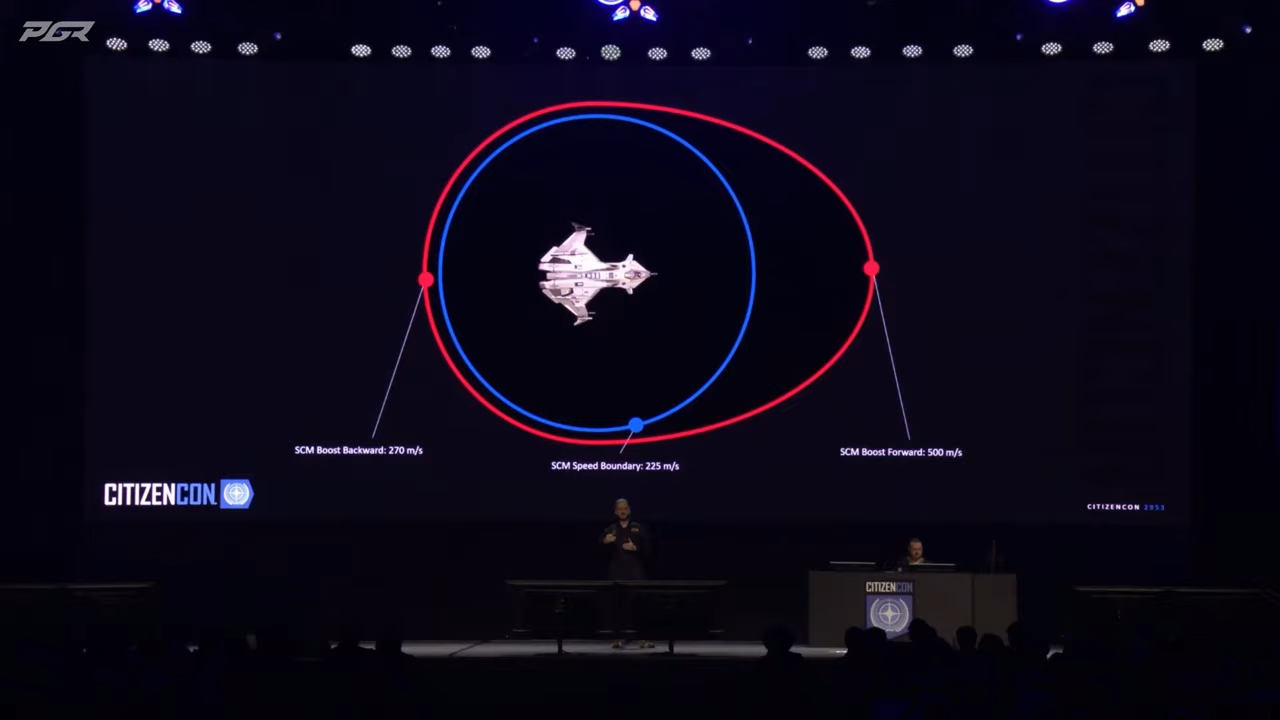 PGR
SCM Boost Backward: 270 m/s
SCM Speed Boundary: 225 m/s
SCM Boost Forward: 500 m/s
CITIZENCON
CITIZENCON 2953
CITIZENCON